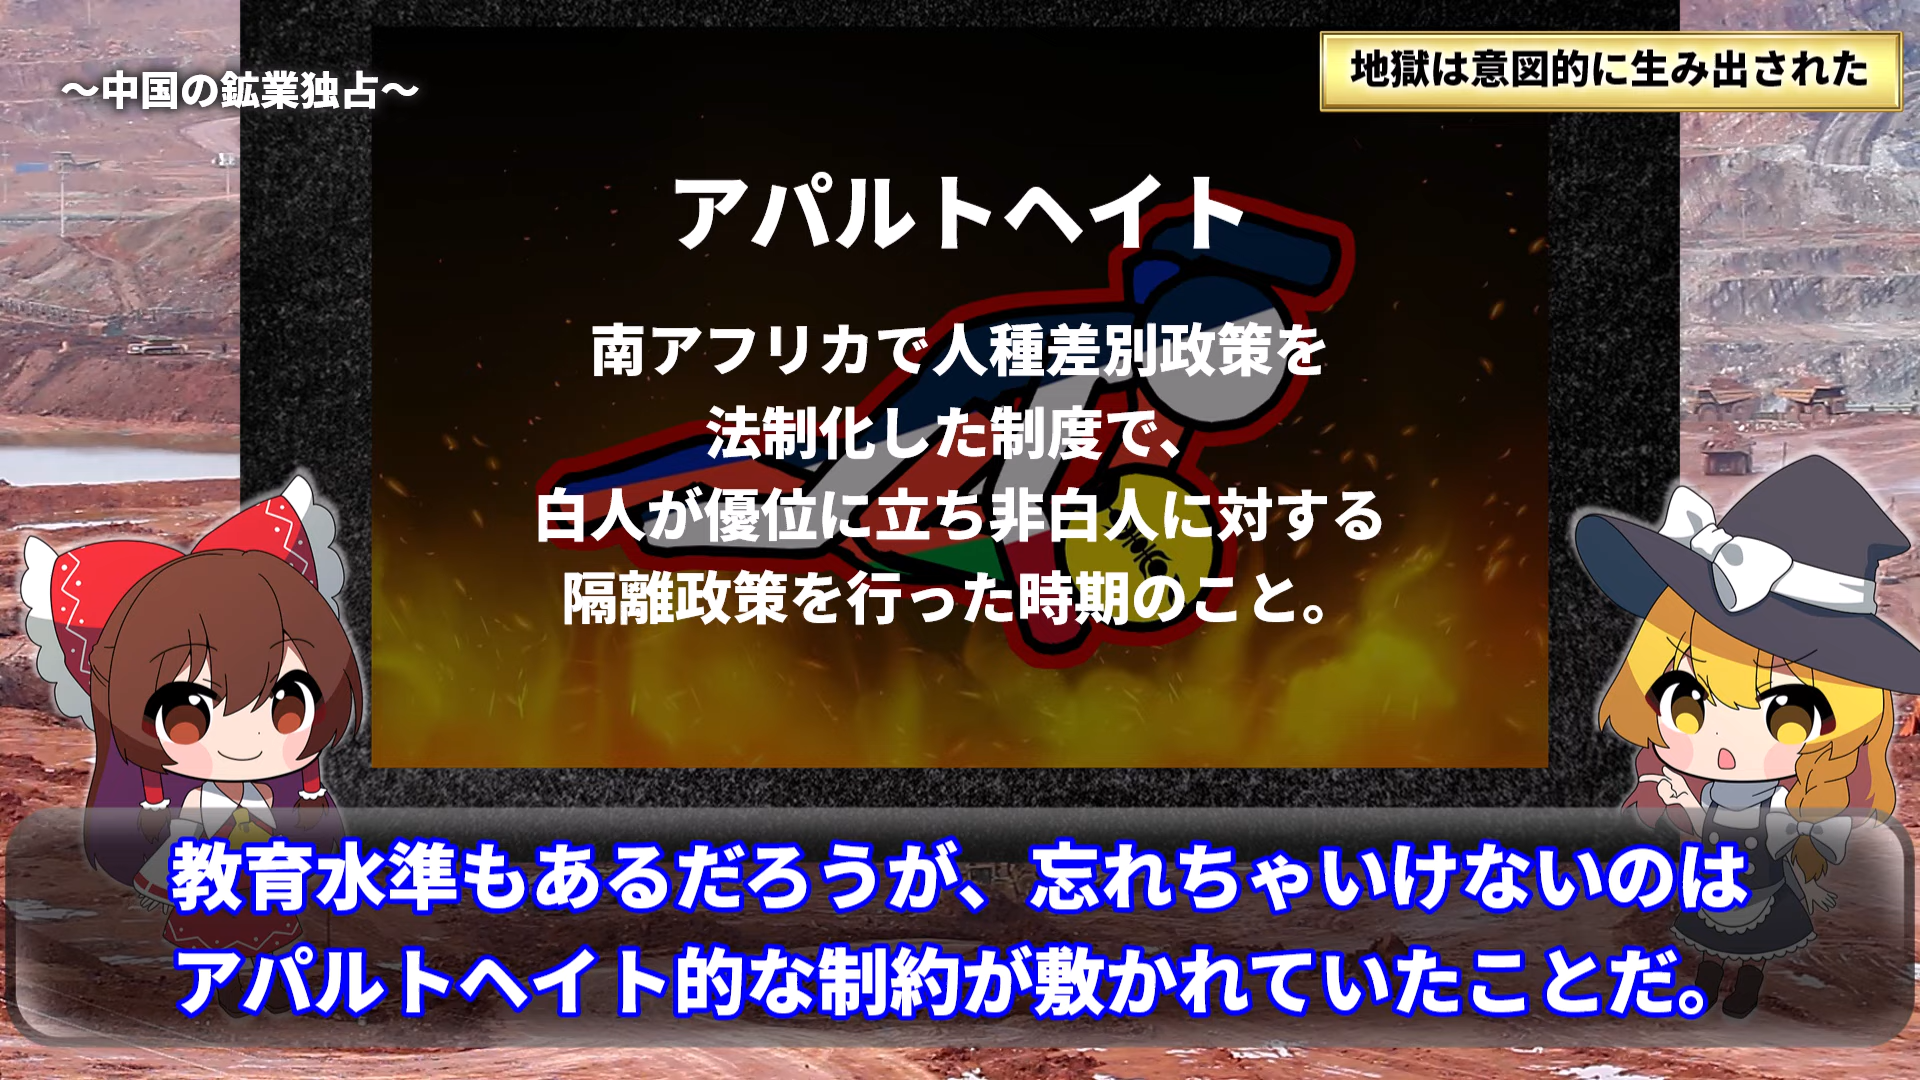 ～中国の鉱業独占～
地獄は意図的に生み出された
アパルトヘイト
南アフリカで人種差別政策を
法制化した制度で、
白人が優位に立ち非白人に対する
隔離政策を行った時期のこと。
教育水準もあるだろうが、忘れちゃいけないのは
アパルトヘイト的な制約が敷かれていたことだ。